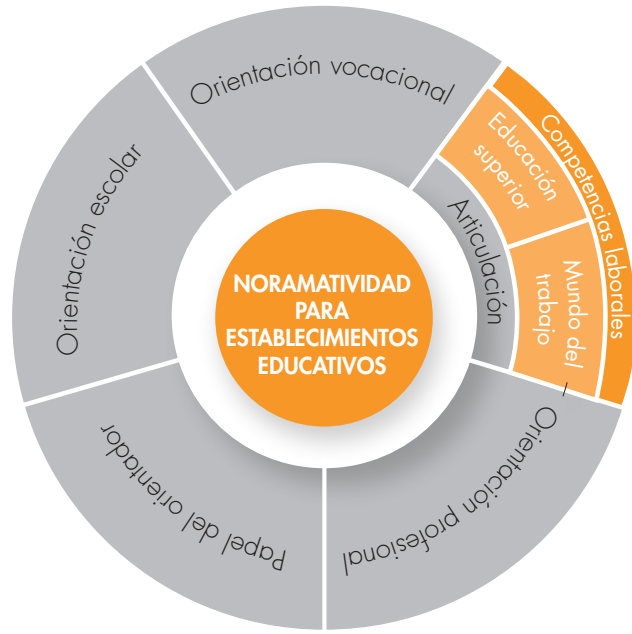 Orientación vocacional
Competencias laborales
Educación
superior
Mundo del
trabajo
Articulación
Orientación profesional
Papel del orientador
Orientación escolar
NORAMATIVIDAD
PARA
ESTABLECIMIENTOS
EDUCATIVOS